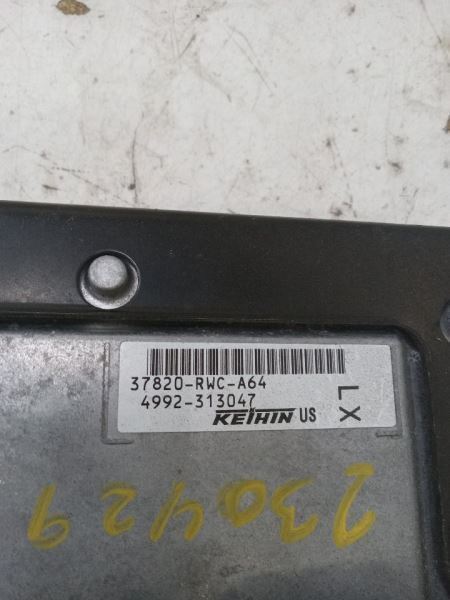 37820-RWC-A64
4992-313047
KEIHIN US
LX
230429